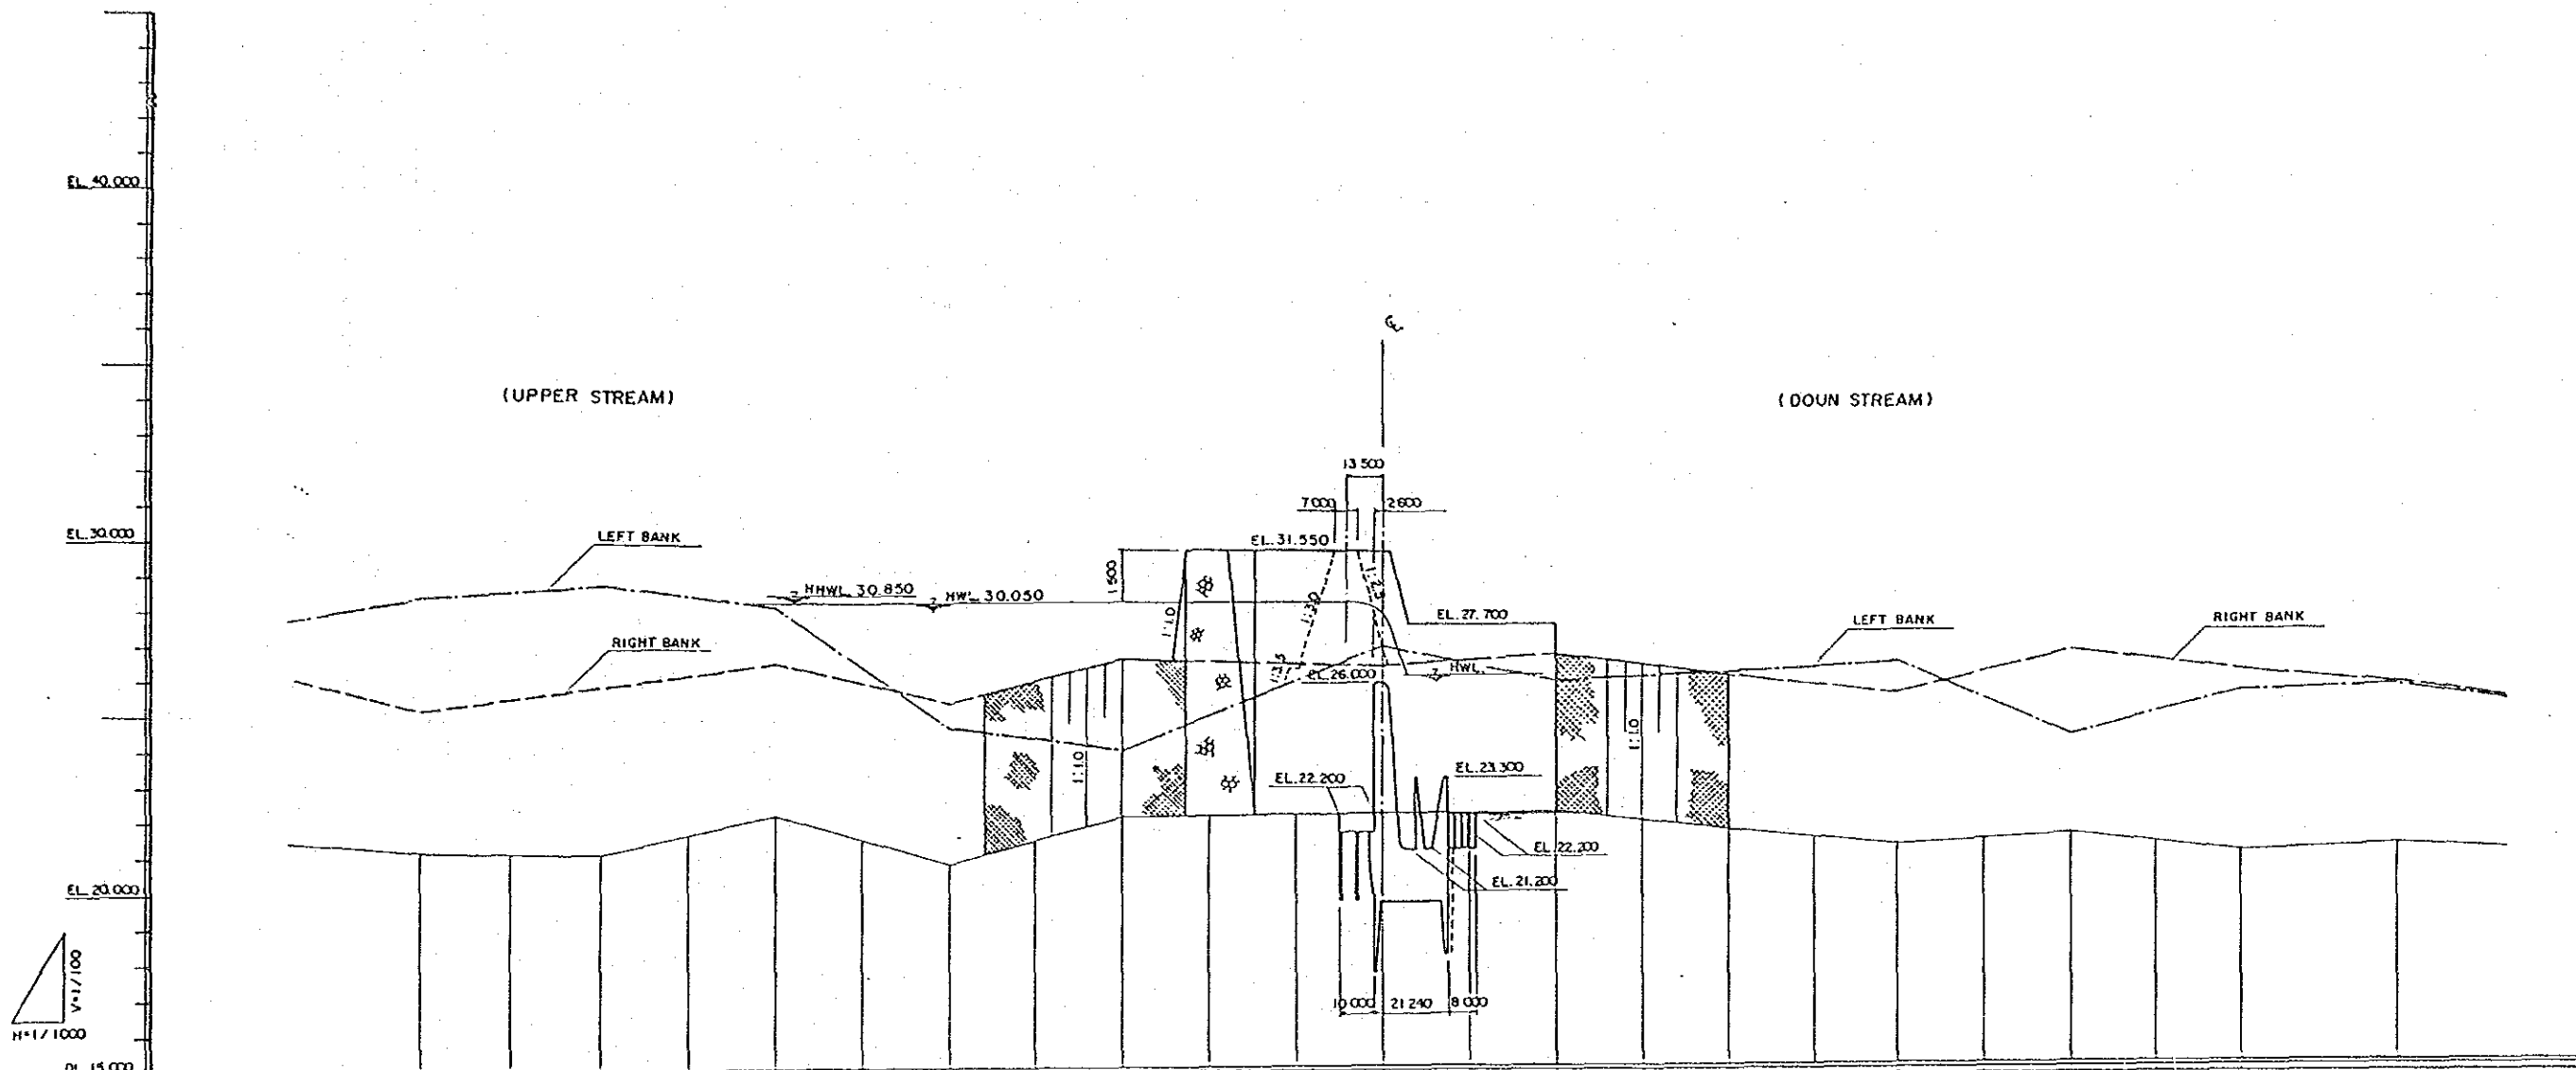 EL. 40.000
(UPPER STREAM)
(DOUN STREAM)
13 500
7 000
2 600
EL. 30.000
LEFT BANK
EL. 31.550
1 500
HHWL 30.850
HWL 30.050
1:3.0
1:1.0
EL. 27.700
LEFT BANK
RIGHT BANK
RIGHT BANK
HWL
EL. 26.000
1:1.0
1:1.0
EL. 22.200
EL. 23.300
EL. 22.200
EL. 21.200
EL. 20.000
V=1/100
H=1/1000
10 000
21 240
8 000
DL 15.000